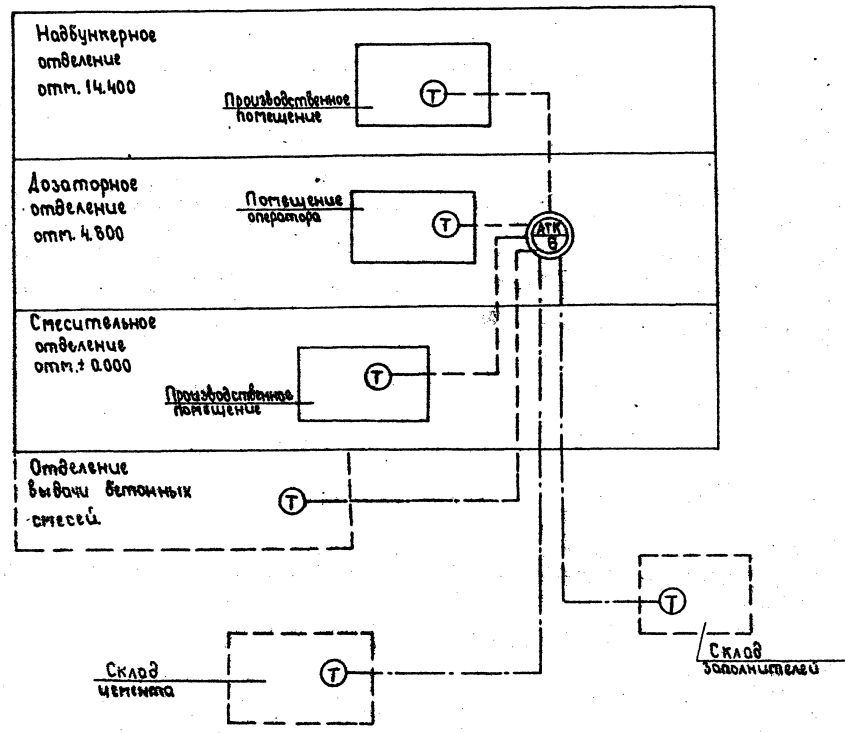 Надбункерное
отделение
отм. 14.400
Производственное
помещение
Т
Дозаторное
отделение
отм. 4.800
Помещение
оператора
Т
АТК
6
Смесительное
отделение
отм. ± 0.000
Производственное
помещение
Т
Отделение
выдачи бетонных
смесей.
Т
Т
Склад
заполнителей
Склад
цемента
Т